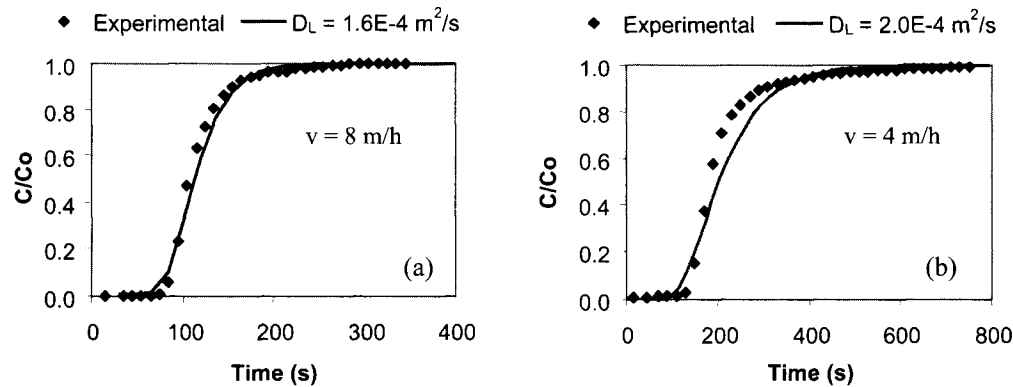 ◆ Experimental — D_L = 1.6E-4 m²/s
1.0
0.8
0.6
0.4
0.2
0.0
C/Co
v = 8 m/h
(a)
0 100 200 300 400
Time (s)
◆ Experimental — D_L = 2.0E-4 m²/s
1.0
0.8
0.6
0.4
0.2
0.0
C/Co
v = 4 m/h
(b)
0 200 400 600 800
Time (s)